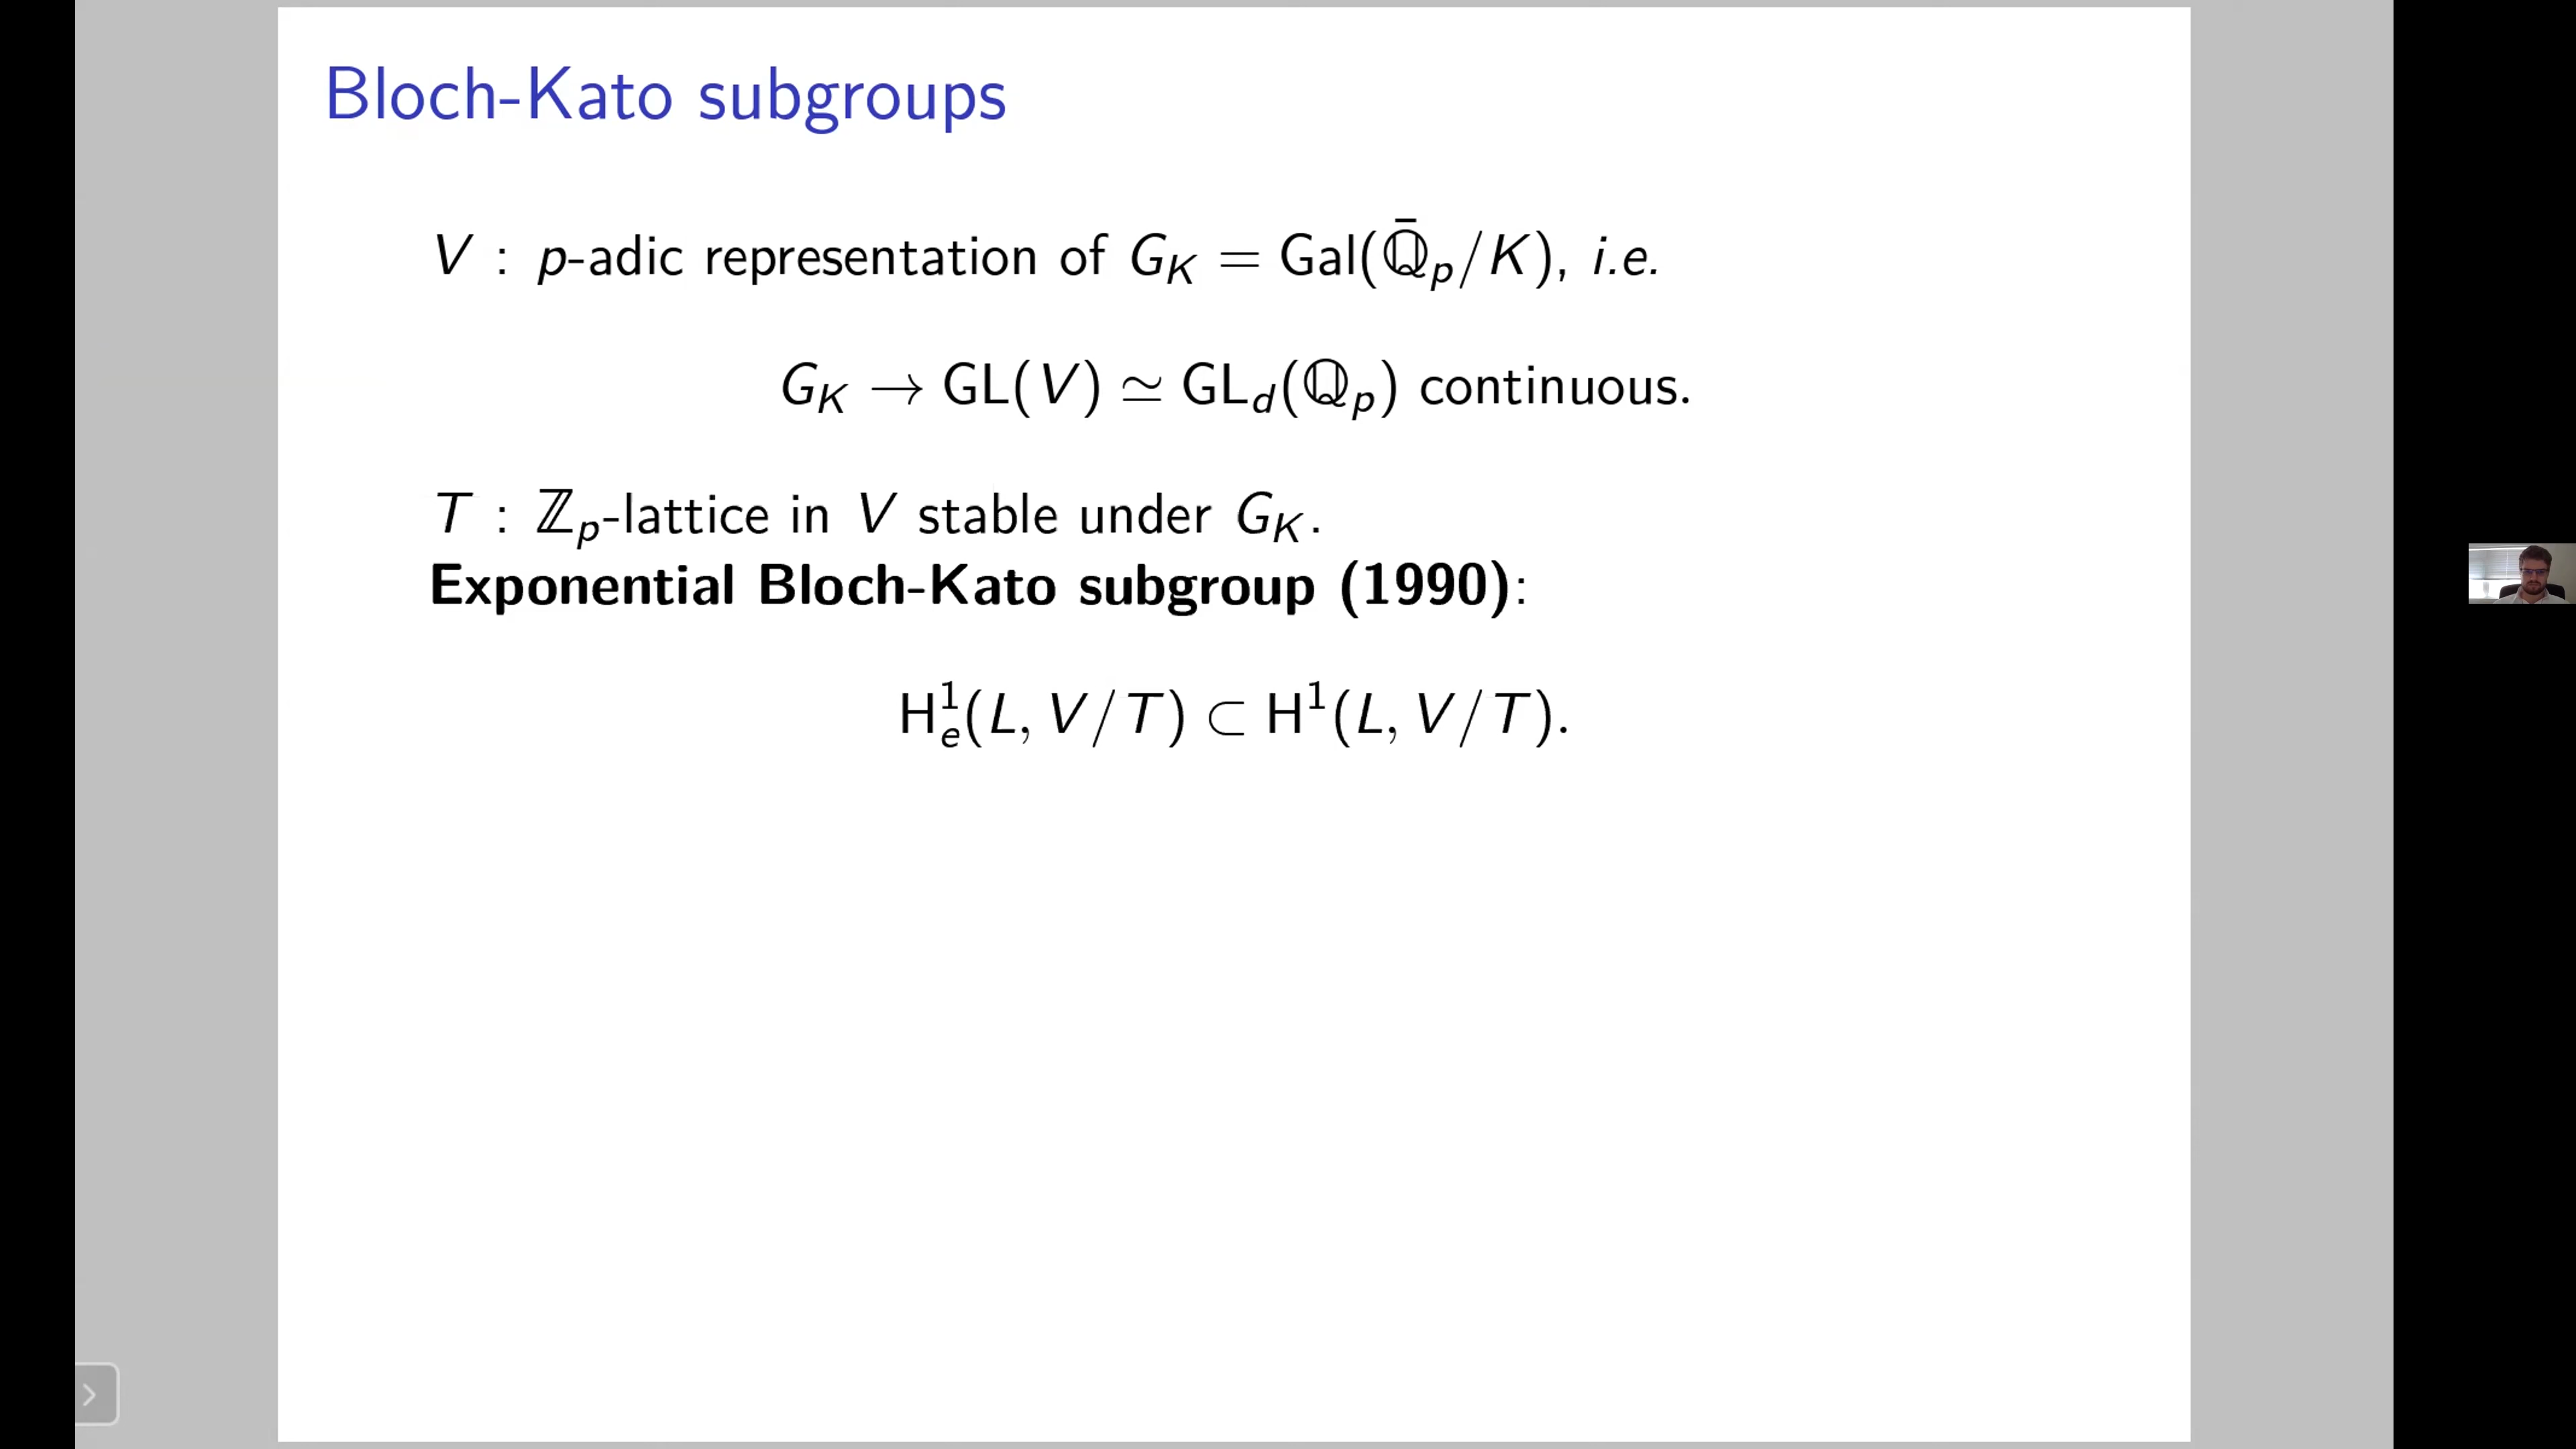 Bloch-Kato subgroups
V : p-adic representation of G_K = Gal(ℚ̄_p/K), i.e.
G_K → GL(V) ≃ GL_d(ℚ_p) continuous.
T : ℤ_p-lattice in V stable under G_K.
Exponential Bloch-Kato subgroup (1990):
H^1_e(L, V/T) ⊂ H^1(L, V/T).